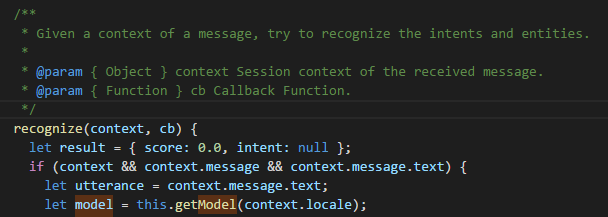 /**
 * Given a context of a message, try to recognize the intents and entities.
 *
 * @param { Object } context Session context of the received message.
 * @param { Function } cb Callback Function.
 */
recognize(context, cb) {
  let result = { score: 0.0, intent: null };
  if (context && context.message && context.message.text) {
    let utterance = context.message.text;
    let model = this.getModel(context.locale);